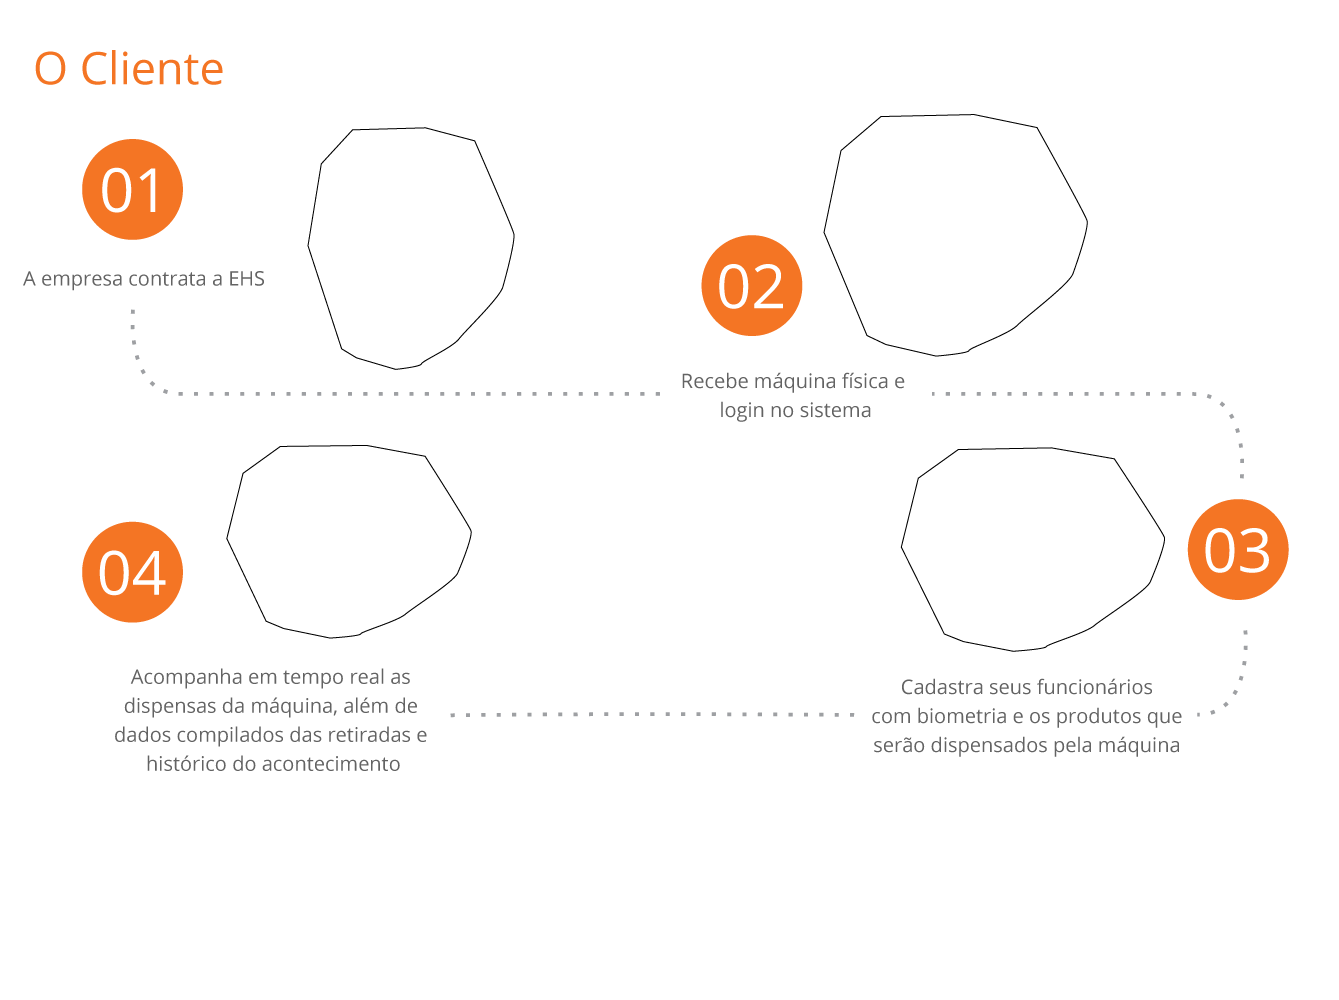 O Cliente
01
A empresa contrata a EHS
02
Recebe máquina física e
login no sistema
03
Cadastra seus funcionários
com biometria e os produtos que
serão dispensados pela máquina
04
Acompanha em tempo real as
dispensas da máquina, além de
dados compilados das retiradas e
histórico do acontecimento